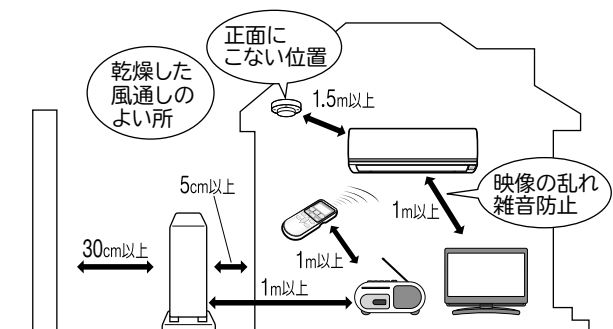 正面に
こない位置
乾燥した
風通しの
よい所
1.5m以上
5cm以上
映像の乱れ
雑音防止
1m以上
30cm以上
1m以上
1m以上